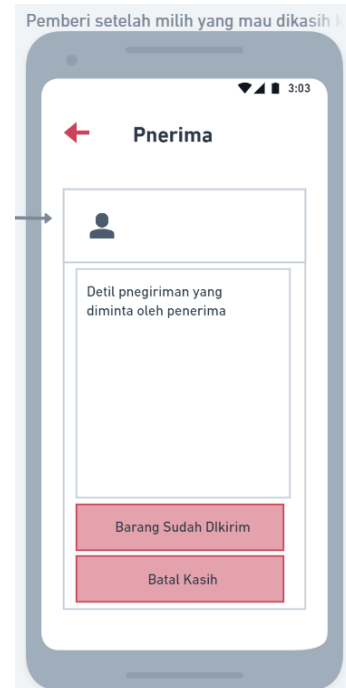 Pemberi setelah milih yang mau dikasih
3:03
Pnerima
Detil pnegiriman yang
diminta oleh penerima
Barang Sudah DIkirim
Batal Kasih